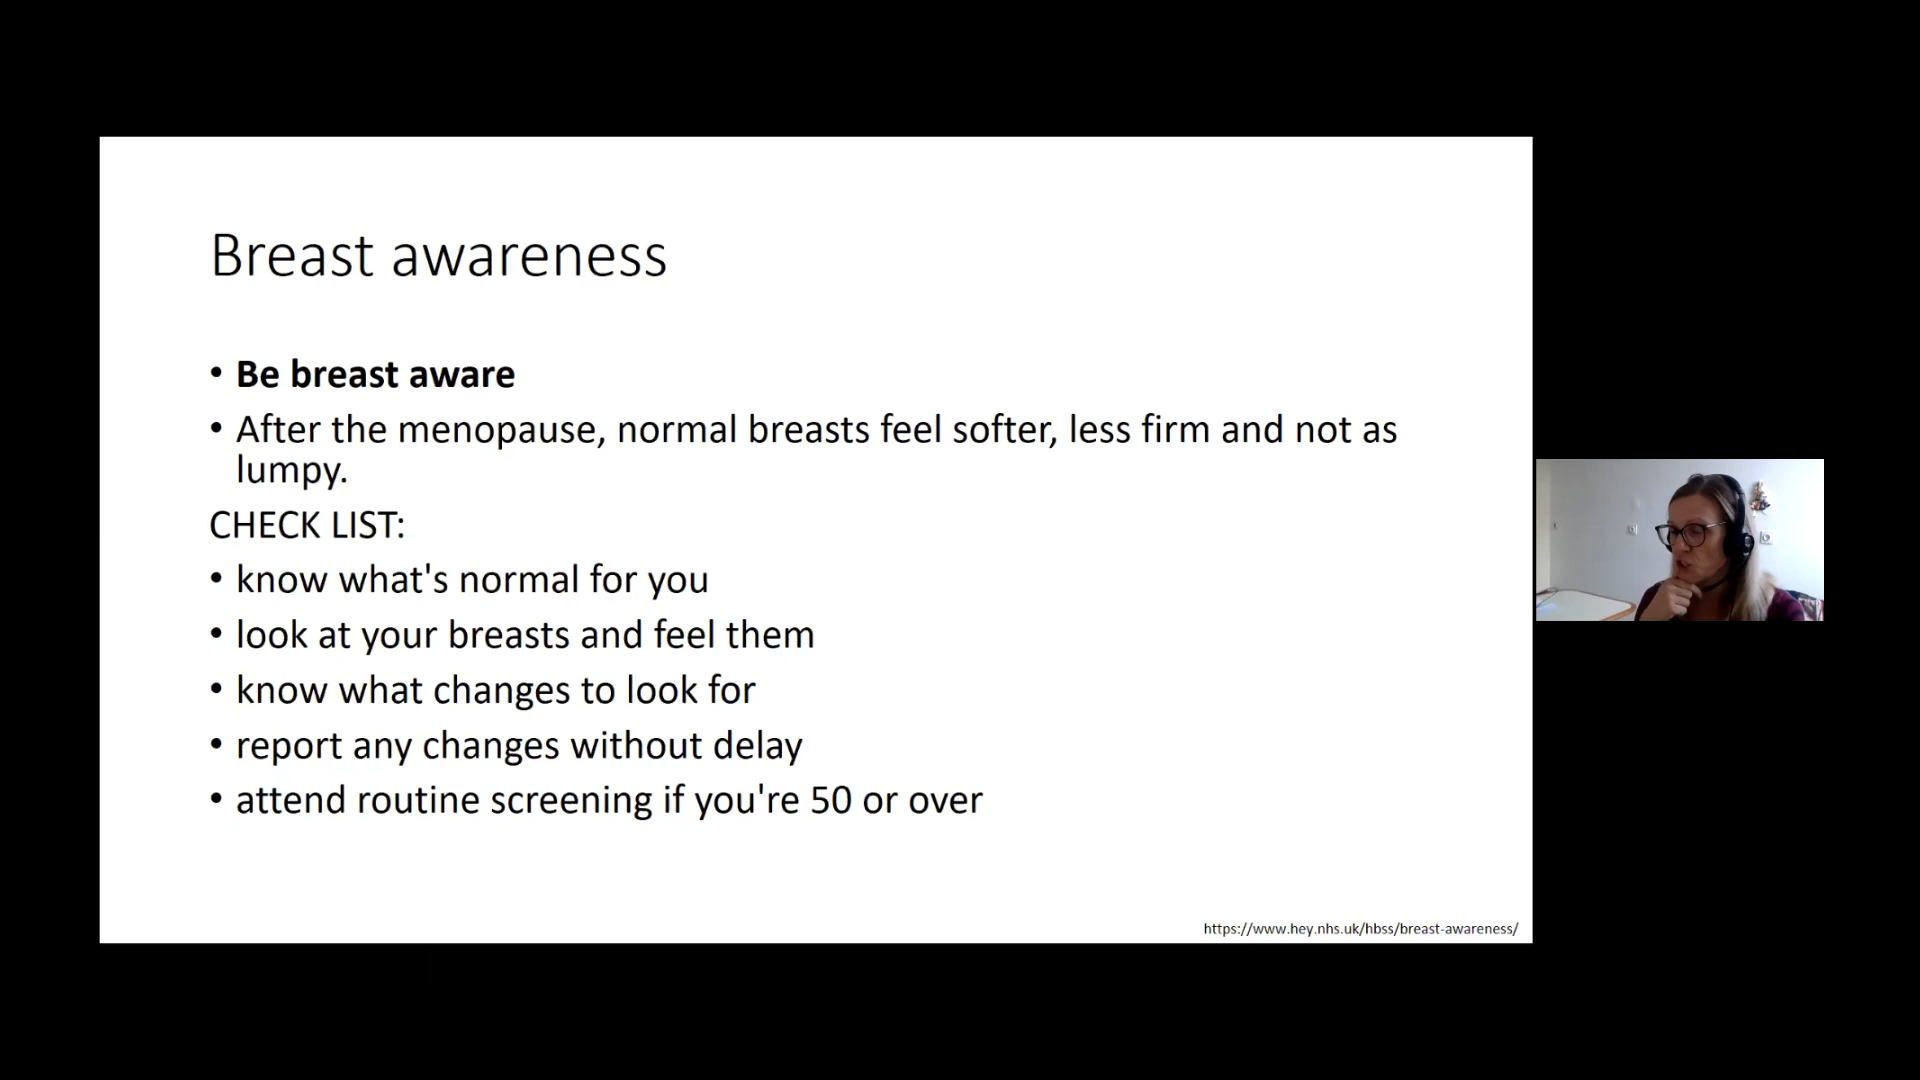 Breast awareness
• Be breast aware
• After the menopause, normal breasts feel softer, less firm and not as
lumpy.
CHECK LIST:
• know what's normal for you
• look at your breasts and feel them
• know what changes to look for
• report any changes without delay
• attend routine screening if you're 50 or over
https://www.hey.nhs.uk/hbss/breast-awareness/